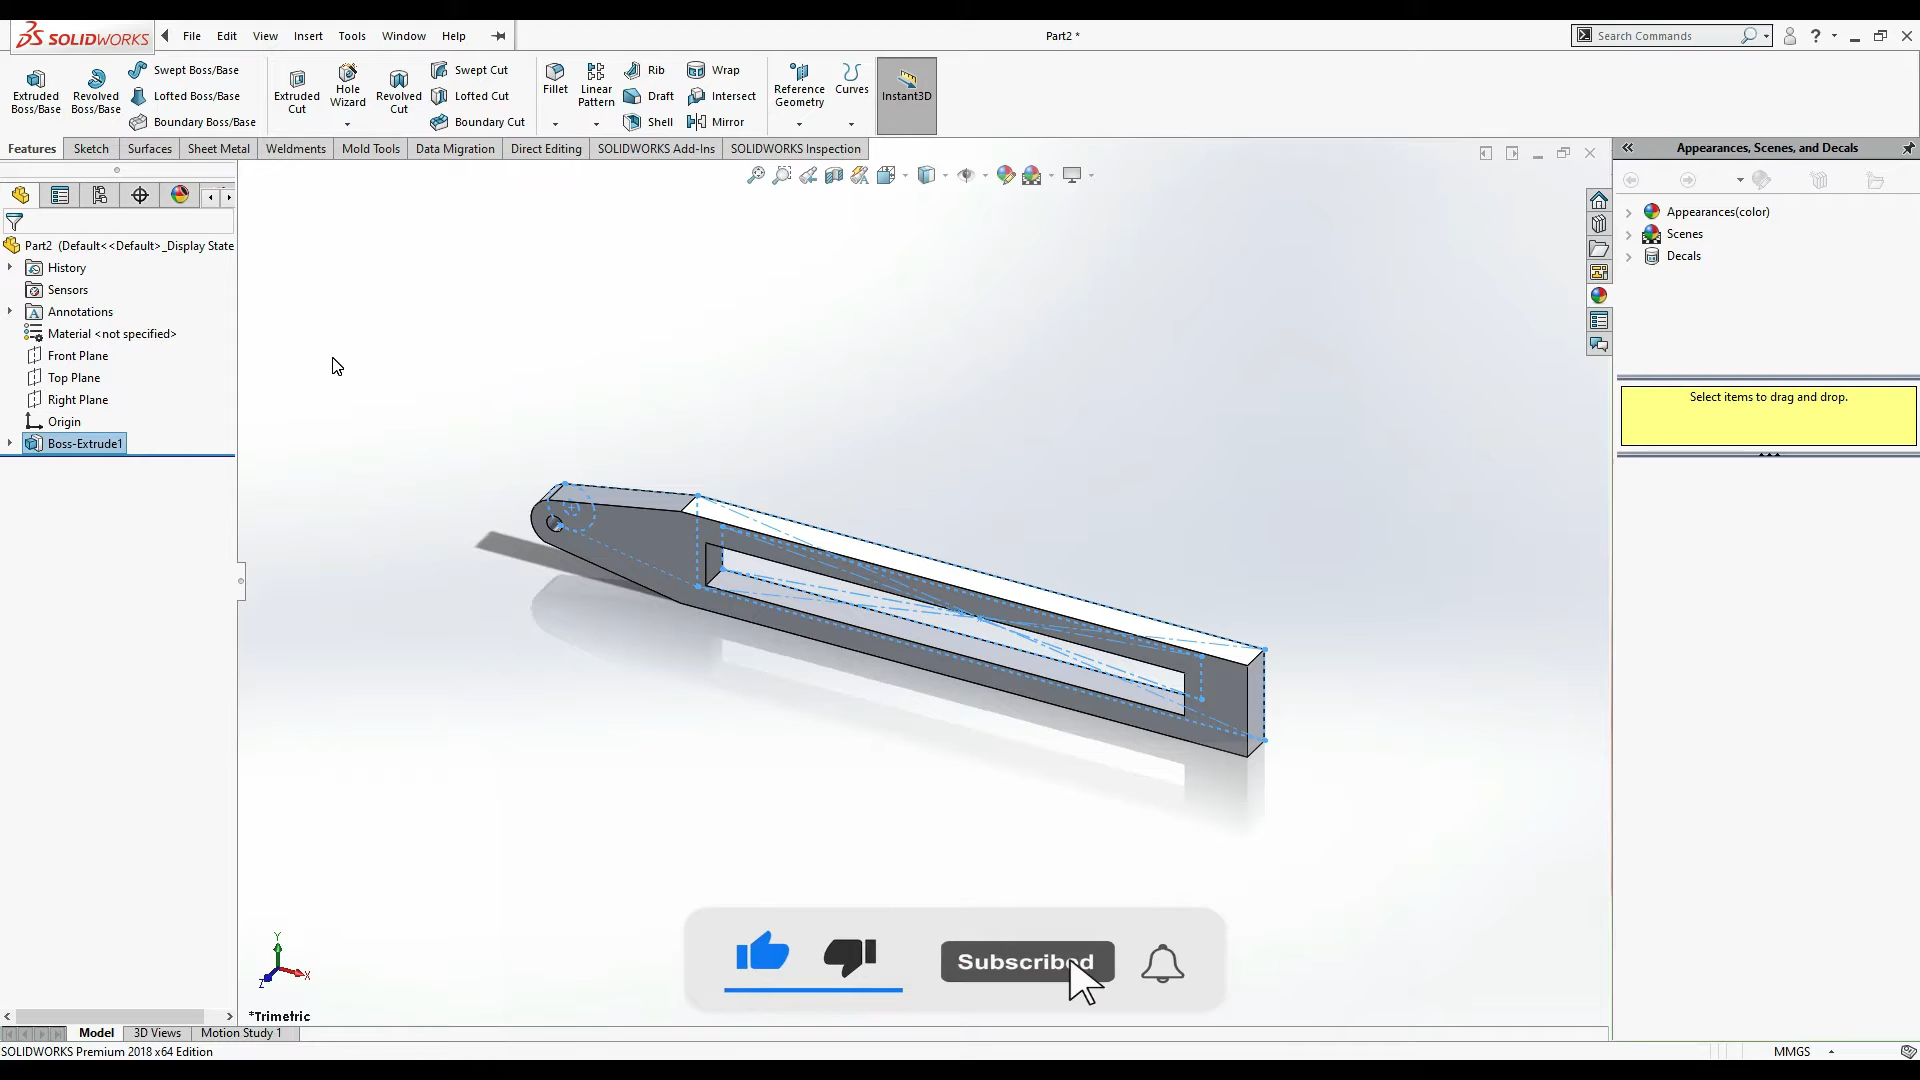 SOLIDWORKS
File Edit View Insert Tools Window Help
Part2 *
Search Commands
Extruded Boss/Base
Revolved Boss/Base
Swept Boss/Base
Lofted Boss/Base
Boundary Boss/Base
Extruded Cut
Hole Wizard
Revolved Cut
Swept Cut
Lofted Cut
Boundary Cut
Fillet
Linear Pattern
Rib
Draft
Shell
Wrap
Intersect
Mirror
Reference Geometry
Curves
Instant3D
Features Sketch Surfaces Sheet Metal Weldments Mold Tools Data Migration Direct Editing SOLIDWORKS Add-Ins SOLIDWORKS Inspection
Part2 (Default<<Default>_Display State
History
Sensors
Annotations
Material <not specified>
Front Plane
Top Plane
Right Plane
Origin
Boss-Extrude1
Appearances, Scenes, and Decals
Appearances(color)
Scenes
Decals
Select items to drag and drop.
Y
X
Z
*Trimetric
Subscribed
Model 3D Views Motion Study 1
SOLIDWORKS Premium 2018 x64 Edition
MMGS